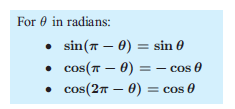 For θ in radians:
• sin(π − θ) = sin θ
• cos(π − θ) = − cos θ
• cos(2π − θ) = cos θ